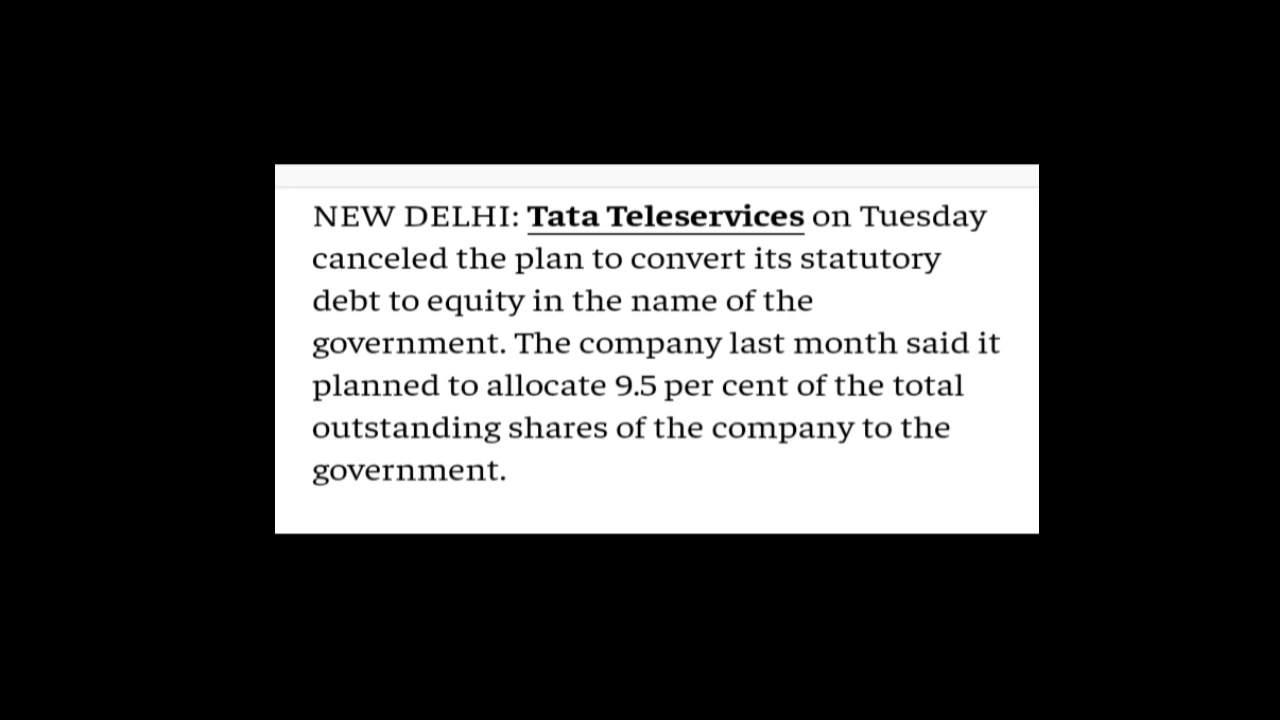 NEW DELHI: Tata Teleservices on Tuesday
canceled the plan to convert its statutory
debt to equity in the name of the
government. The company last month said it
planned to allocate 9.5 per cent of the total
outstanding shares of the company to the
government.